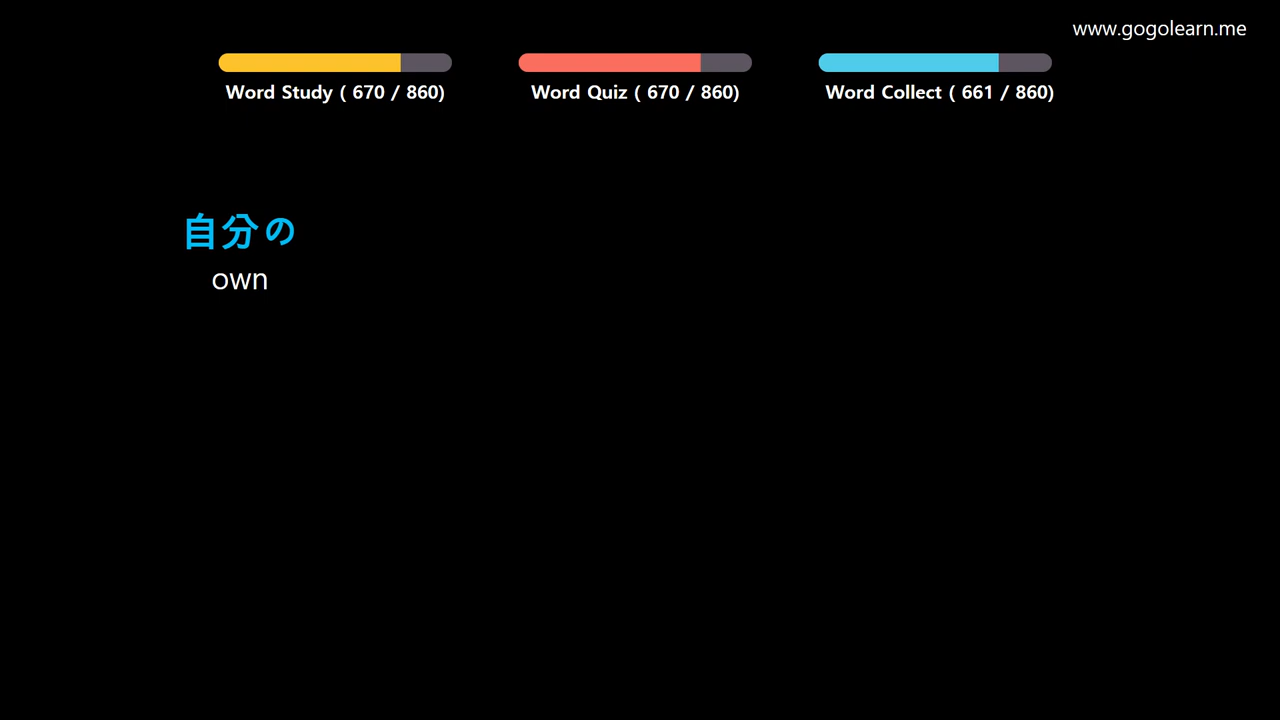 www.gogolearn.me
Word Study ( 670 / 860)
Word Quiz ( 670 / 860)
Word Collect ( 661 / 860)
自分の
own